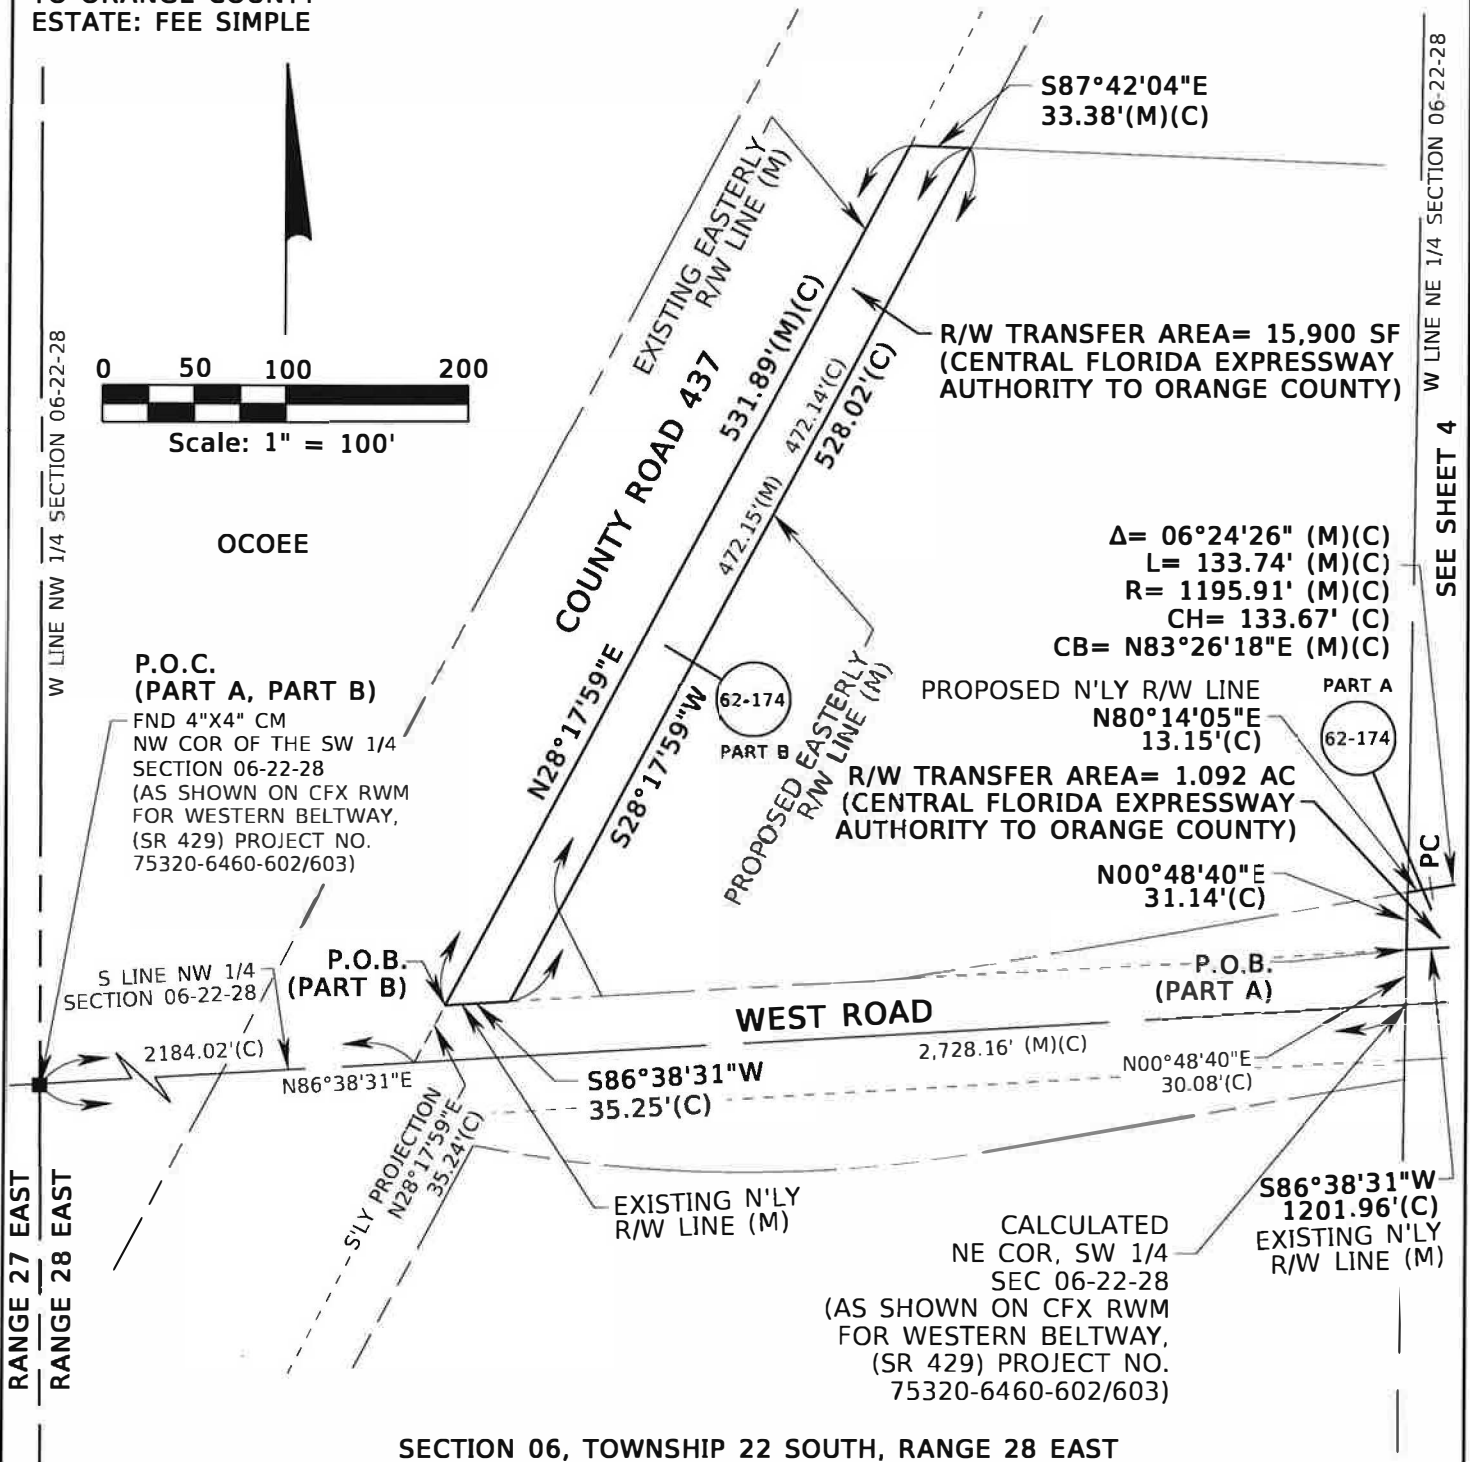 TO ORANGE COUNTY
ESTATE: FEE SIMPLE
S87°42'04"E
33.38'(M)(C)
W LINE NE 1/4 SECTION 06-22-28
EXISTING EASTERLY
R/W LINE (M)
W LINE NW 1/4 SECTION 06-22-28
0 50 100 200
Scale: 1" = 100'
OCOEE
COUNTY ROAD 437
531.89'(M)(C)
472.14'(C)
528.02'(C)
472.15'(M)
R/W TRANSFER AREA= 15,900 SF
(CENTRAL FLORIDA EXPRESSWAY
AUTHORITY TO ORANGE COUNTY)
SEE SHEET 4
Δ= 06°24'26" (M)(C)
L= 133.74' (M)(C)
R= 1195.91' (M)(C)
CH= 133.67' (C)
CB= N83°26'18"E (M)(C)
P.O.C.
(PART A, PART B)
FND 4"X4" CM
NW COR OF THE SW 1/4
SECTION 06-22-28
(AS SHOWN ON CFX RWM
FOR WESTERN BELTWAY,
(SR 429) PROJECT NO.
75320-6460-602/603)
N28°17'59"E
S28°17'59"W
62-174
PART B
PROPOSED EASTERLY
R/W LINE (M)
PROPOSED N'LY R/W LINE
N80°14'05"E
13.15'(C)
PART A
62-174
R/W TRANSFER AREA= 1.092 AC
(CENTRAL FLORIDA EXPRESSWAY
AUTHORITY TO ORANGE COUNTY)
PC
N00°48'40"E
31.14'(C)
S LINE NW 1/4
SECTION 06-22-28
P.O.B.
(PART B)
P.O.B.
(PART A)
WEST ROAD
2184.02'(C)
N86°38'31"E
S86°38'31"W
35.25'(C)
2,728.16' (M)(C)
N00°48'40"E
30.08'(C)
S'LY PROJECTION
N28°17'59"E
35.24'(C)
EXISTING N'LY
R/W LINE (M)
S86°38'31"W
1201.96'(C)
EXISTING N'LY
R/W LINE (M)
CALCULATED
NE COR, SW 1/4
SEC 06-22-28
(AS SHOWN ON CFX RWM
FOR WESTERN BELTWAY,
(SR 429) PROJECT NO.
75320-6460-602/603)
RANGE 27 EAST
RANGE 28 EAST
SECTION 06, TOWNSHIP 22 SOUTH, RANGE 28 EAST